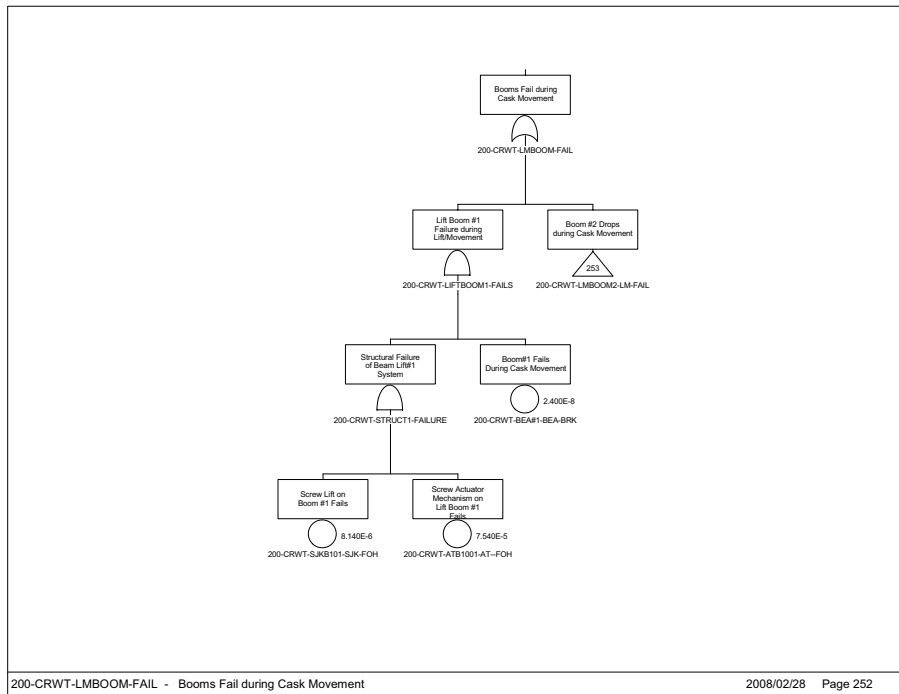 Booms Fail during
Cask Movement
200-CRWT-LMBOOM-FAIL
Lift Boom #1
Failure during
Lift/Movement
200-CRWT-LIFTBOOM1-FAILS
Boom #2 Drops
during Cask Movement
253
200-CRWT-LMBOOM2-LM-FAIL
Structural Failure
of Beam Lift#1
System
200-CRWT-STRUCT1-FAILURE
Boom#1 Fails
During Cask Movement
2.400E-8
200-CRWT-BEA#1-BEA-BRK
Screw Lift on
Boom #1 Fails
8.140E-6
200-CRWT-SJKB101-SJK-FOH
Screw Actuator
Mechanism on
Lift Boom #1
Fails
7.540E-5
200-CRWT-ATB1001-AT--FOH
200-CRWT-LMBOOM-FAIL - Booms Fail during Cask Movement
2008/02/28 Page 252